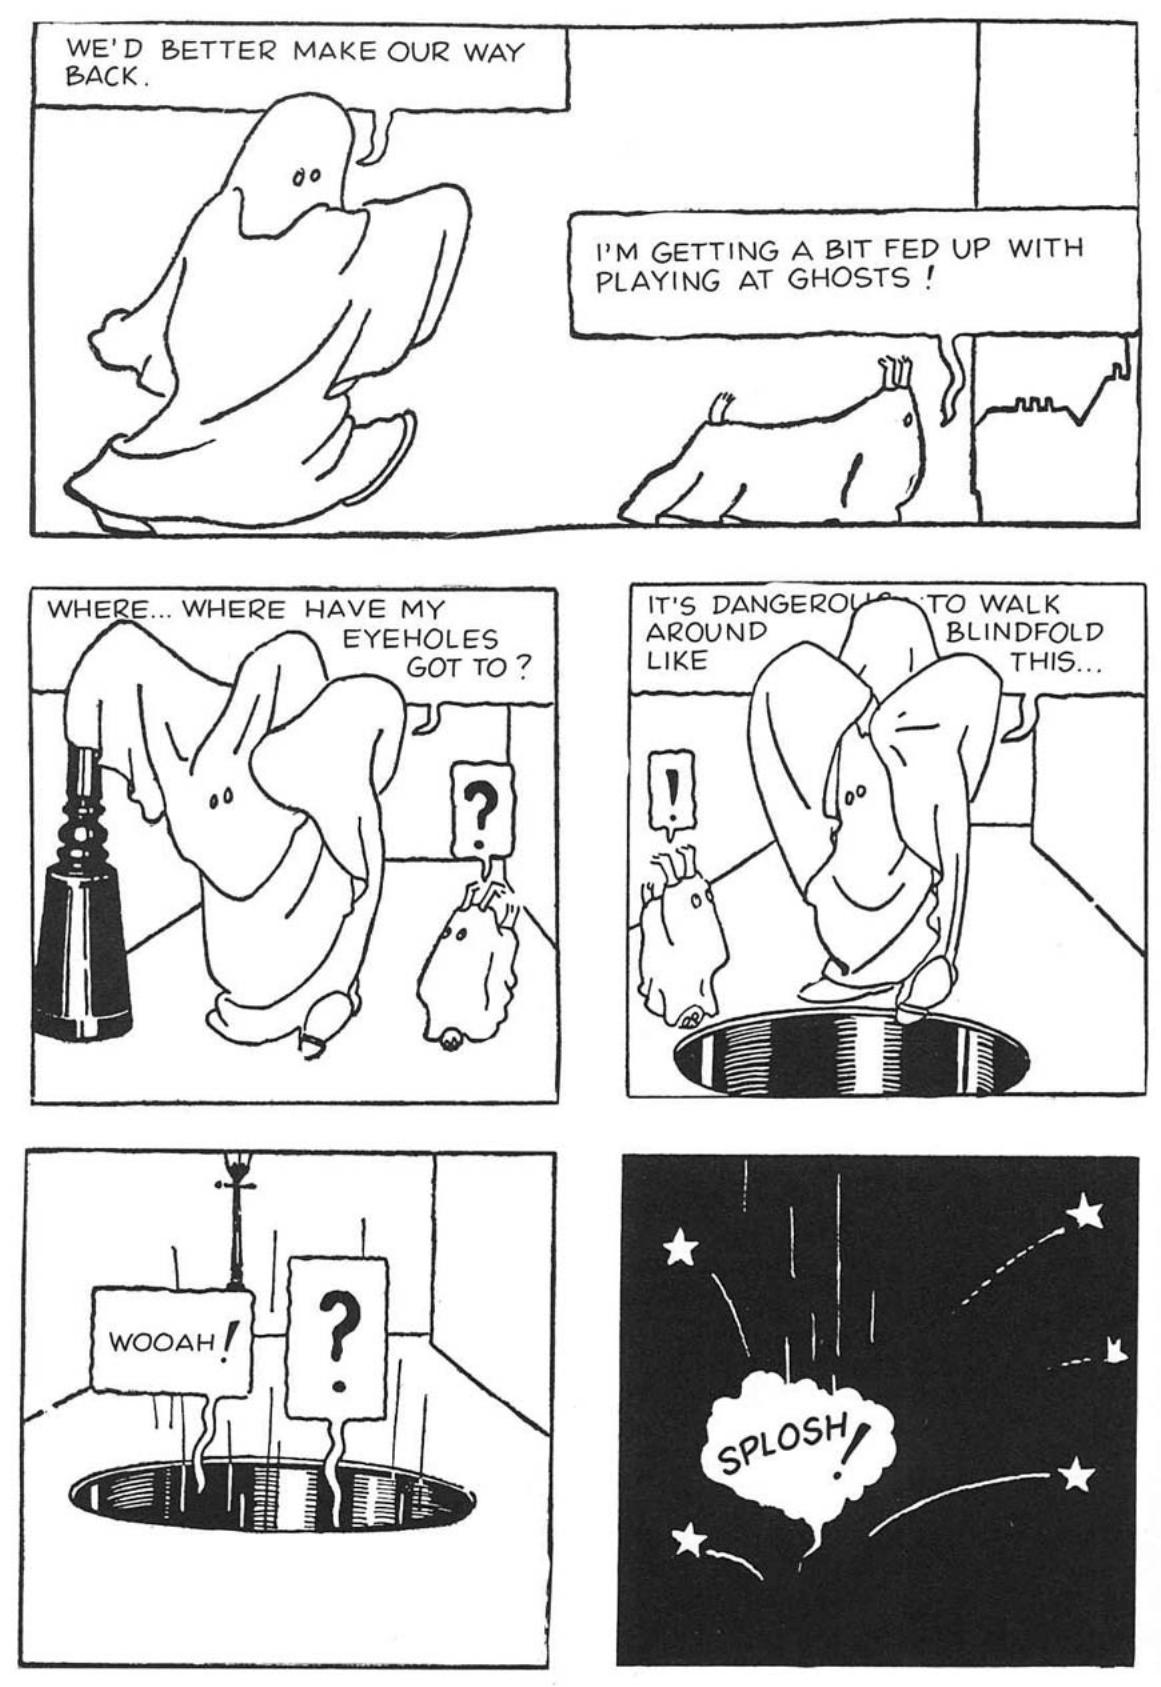 WE'D BETTER MAKE OUR WAY
BACK.
I'M GETTING A BIT FED UP WITH
PLAYING AT GHOSTS!
WHERE... WHERE HAVE MY
EYEHOLES
GOT TO?
?
IT'S DANGEROUS TO WALK
AROUND BLINDFOLD
LIKE THIS...
!
WOOAH!
?
SPLOSH!